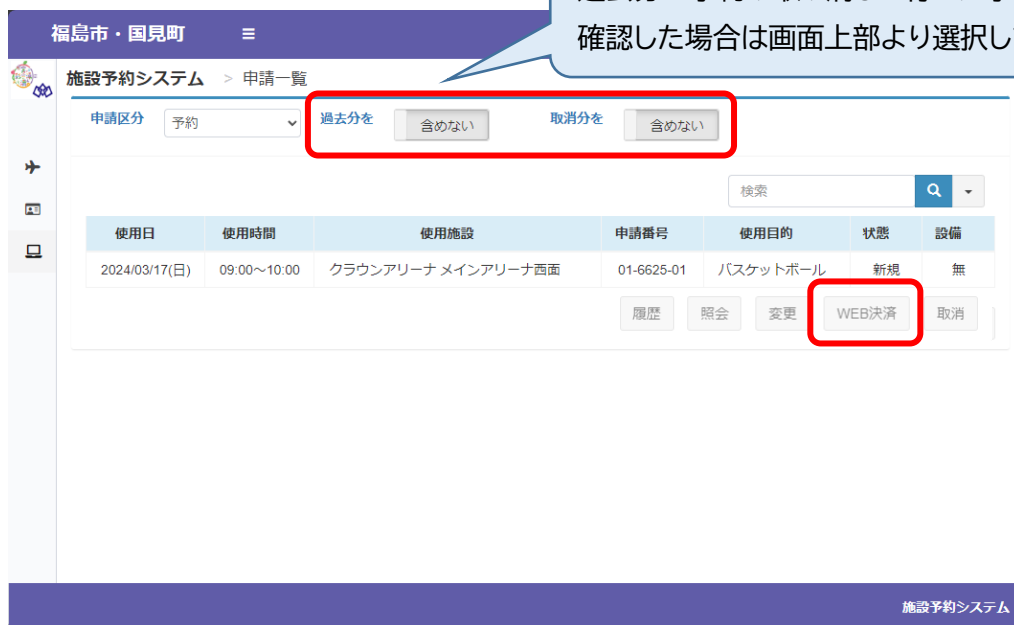 確認した場合は画面上部より選択し
福島市・国見町
施設予約システム > 申請一覧
申請区分 予約 過去分を 含めない 取消分を 含めない
検索
使用日 使用時間 使用施設 申請番号 使用目的 状態 設備
2024/03/17(日) 09:00～10:00 クラウンアリーナ メインアリーナ西面 01-6625-01 バスケットボール 新規 無
履歴 照会 変更 WEB決済 取消
施設予約システム